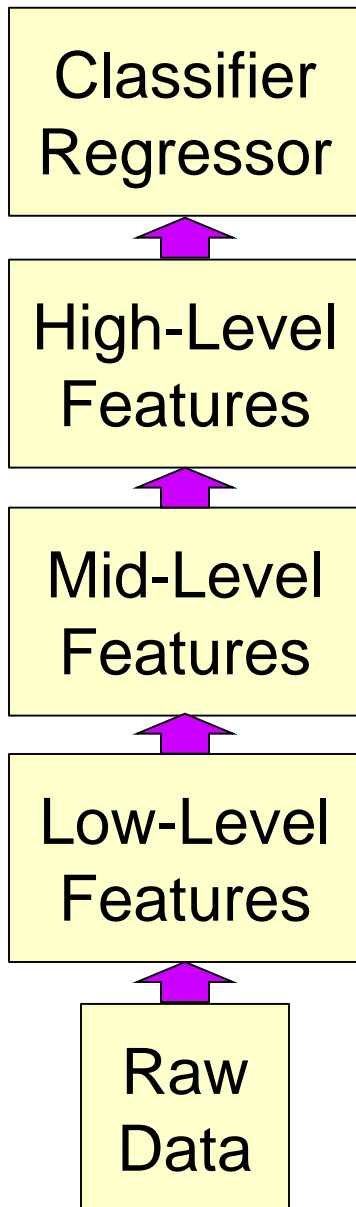 Classifier
Regressor
High-Level
Features
Mid-Level
Features
Low-Level
Features
Raw
Data